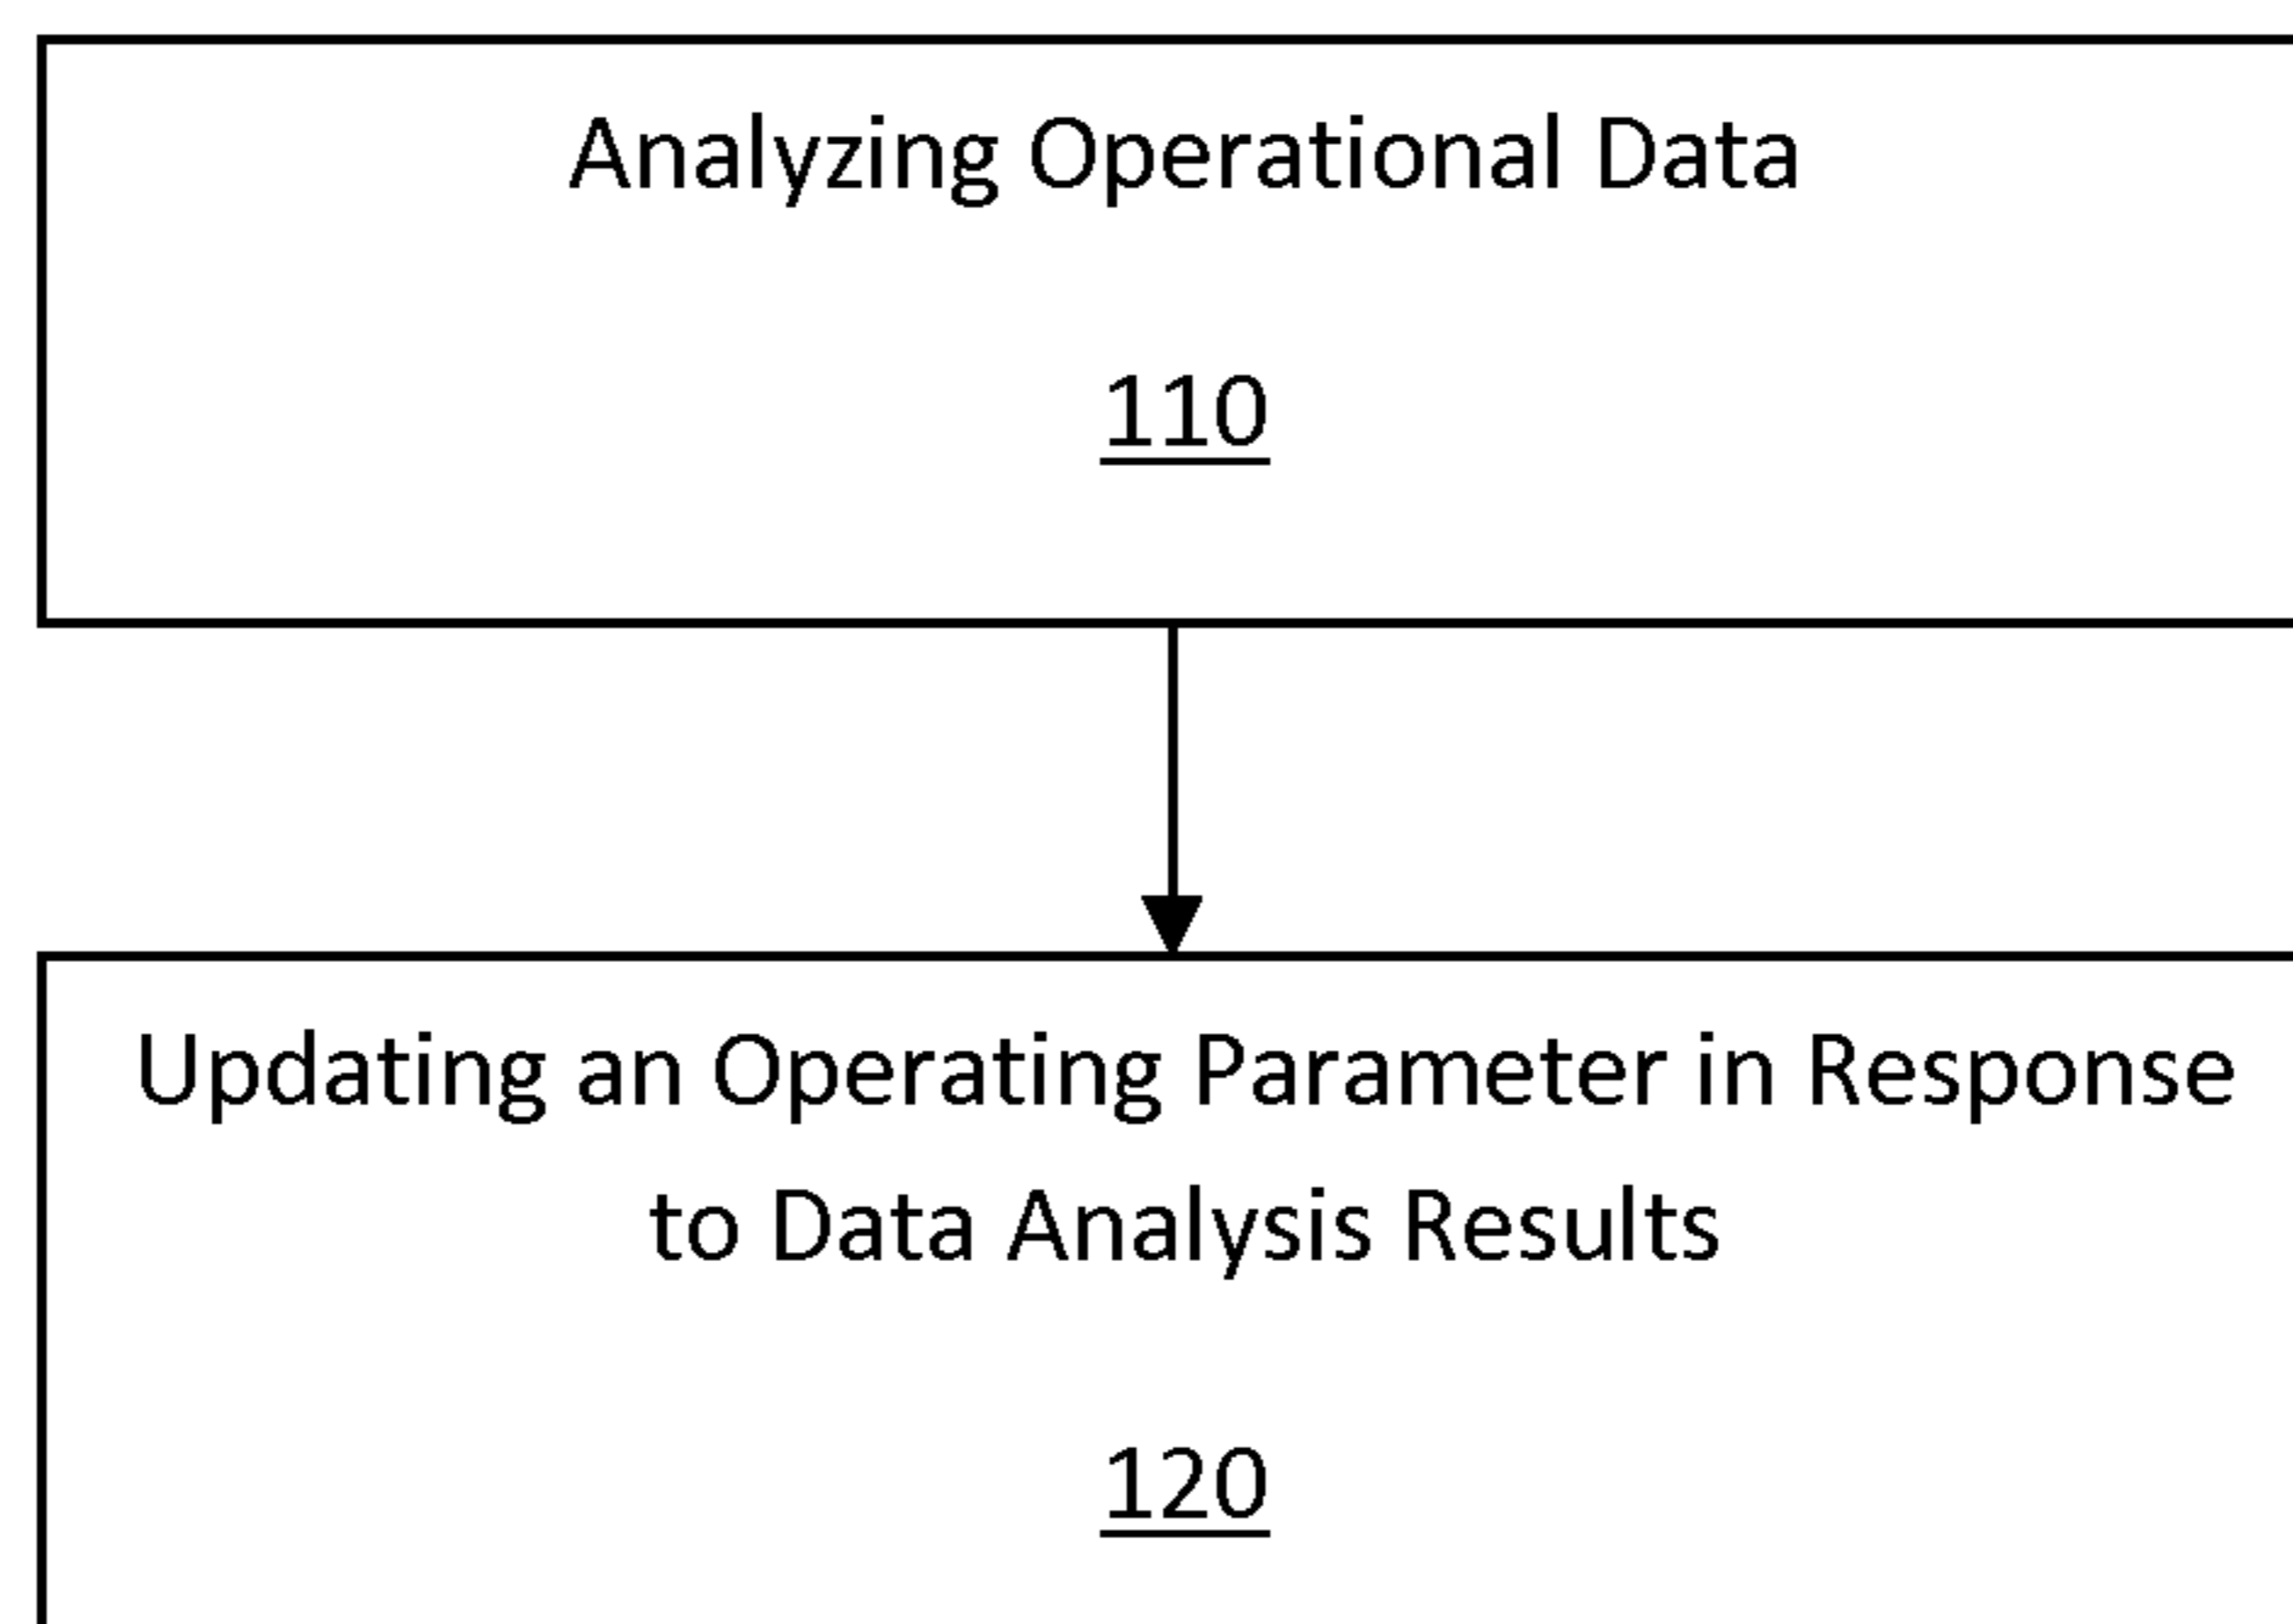 Analyzing Operational Data
110
Updating an Operating Parameter in Response
to Data Analysis Results
120